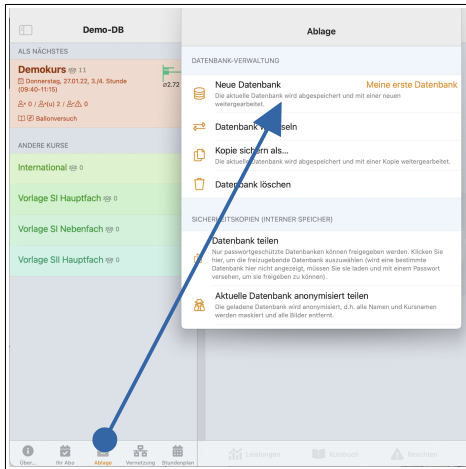 Demo-DB
ALS NÄCHSTES
Demokurs 11
Donnerstag, 27.01.22, 3./4. Stunde
(09:40-11:15)
ø2.72
0 / (u) 2 / 0
Ballonversuch
ANDERE KURSE
International 0
Vorlage SI Hauptfach 0
Vorlage SI Nebenfach 0
Vorlage SII Hauptfach 0
Über...
Ihr Abo
Ablage
Vernetzung
Stundenplan
Ablage
DATENBANK-VERWALTUNG
Neue Datenbank
Meine erste Datenbank
Die aktuelle Datenbank wird abgespeichert und mit einer neuen
weitergearbeitet.
Datenbank
Kopie sichern als...
Die aktuelle Datenbank wird abgespeichert und mit einer Kopie weitergearbeitet.
Datenbank löschen
SICHERHEITSKOPIEN (INTERNER SPEICHER)
Datenbank teilen
Nur passwortgeschützte Datenbanken können freigegeben werden. Klicken Sie
hier, um die freizugebende Datenbank auszuwählen (wird eine bestimmte
Datenbank hier nicht angezeigt, müssen Sie sie laden und mit einem Passwort
versehen, um sie freigeben zu können).
Aktuelle Datenbank anonymisiert teilen
Die geladene Datenbank wird anonymisiert, d.h. alle Namen und Kursnamen
werden maskiert und alle Bilder entfernt.
Leistungen
Kursbuch
Beachten